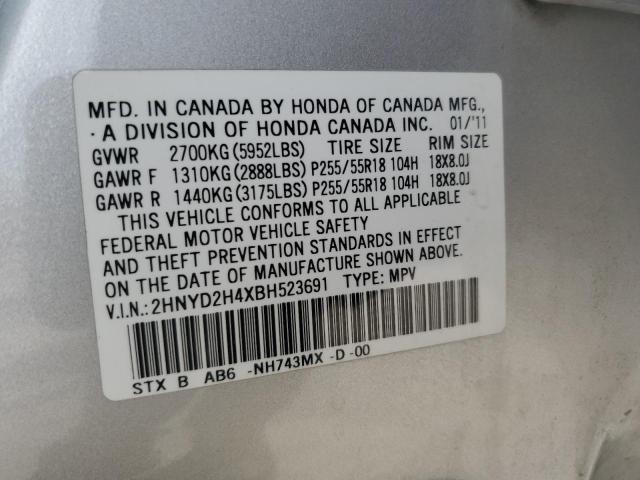 MFD. IN CANADA BY HONDA OF CANADA MFG.,
· A DIVISION OF HONDA CANADA INC. 01/'11
GVWR 2700KG(5952LBS) TIRE SIZE RIM SIZE
GAWR F 1310KG(2888LBS) P255/55R18 104H 18X8.0J
GAWR R 1440KG(3175LBS) P255/55R18 104H 18X8.0J
THIS VEHICLE CONFORMS TO ALL APPLICABLE
FEDERAL MOTOR VEHICLE SAFETY
AND THEFT PREVENTION STANDARDS IN EFFECT
ON THE DATE OF MANUFACTURE SHOWN ABOVE.
V.I.N.: 2HNYD2H4XBH523691 TYPE: MPV
STX B AB6 -NH743MX -D -00